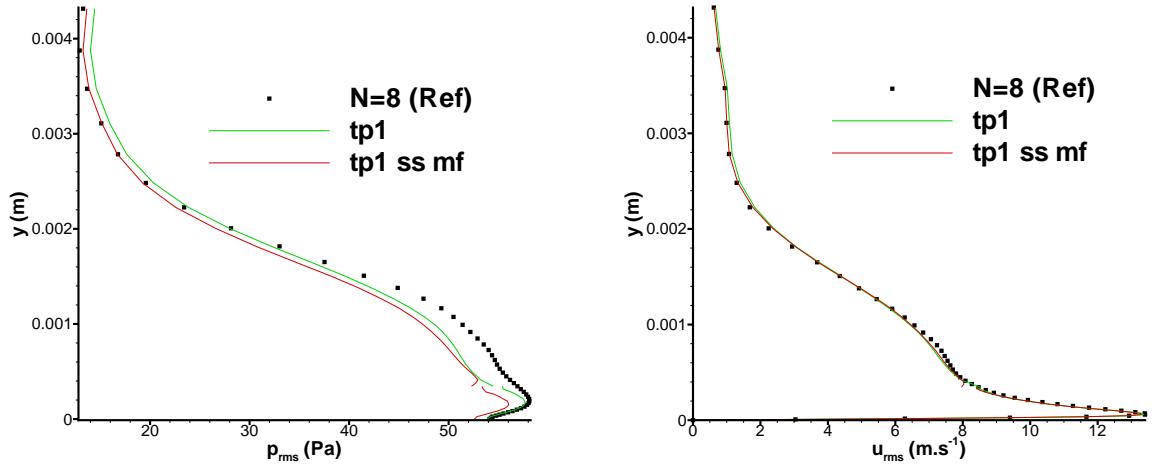 0.004
0.003
0.002
0.001
0
y (m)
N=8 (Ref)
tp1
tp1 ss mf
20 30 40 50
p_rms (Pa)
0.004
0.003
0.002
0.001
0
y (m)
N=8 (Ref)
tp1
tp1 ss mf
0 2 4 6 8 10 12
u_rms (m.s⁻¹)